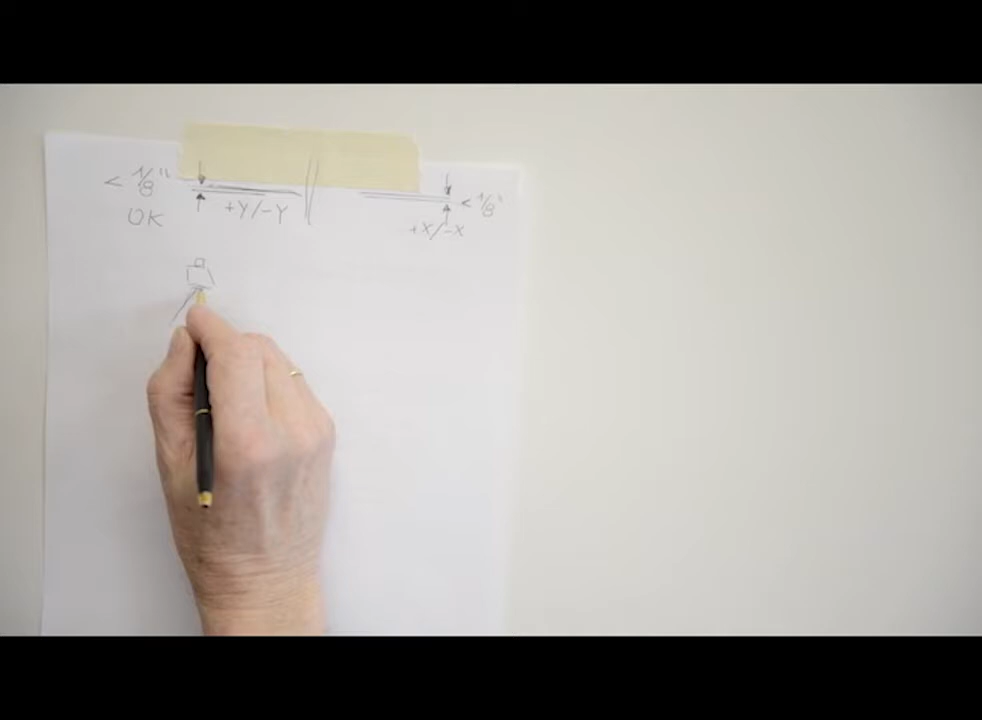 < 1/8"
OK
+Y/-Y
< 1/8"
+X/-X